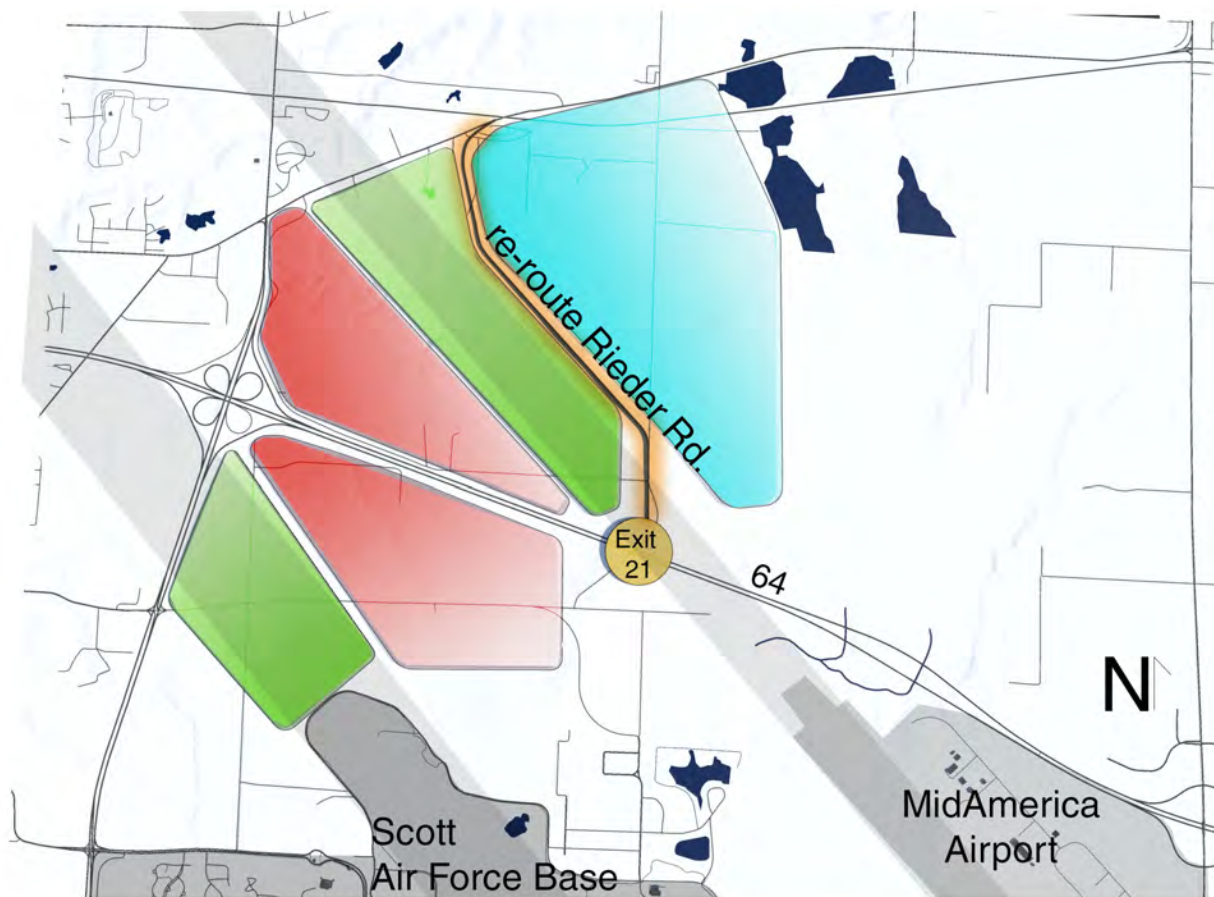 re-route Rieder Rd.
Exit
21
64
N
MidAmerica
Airport
Scott
Air Force Base